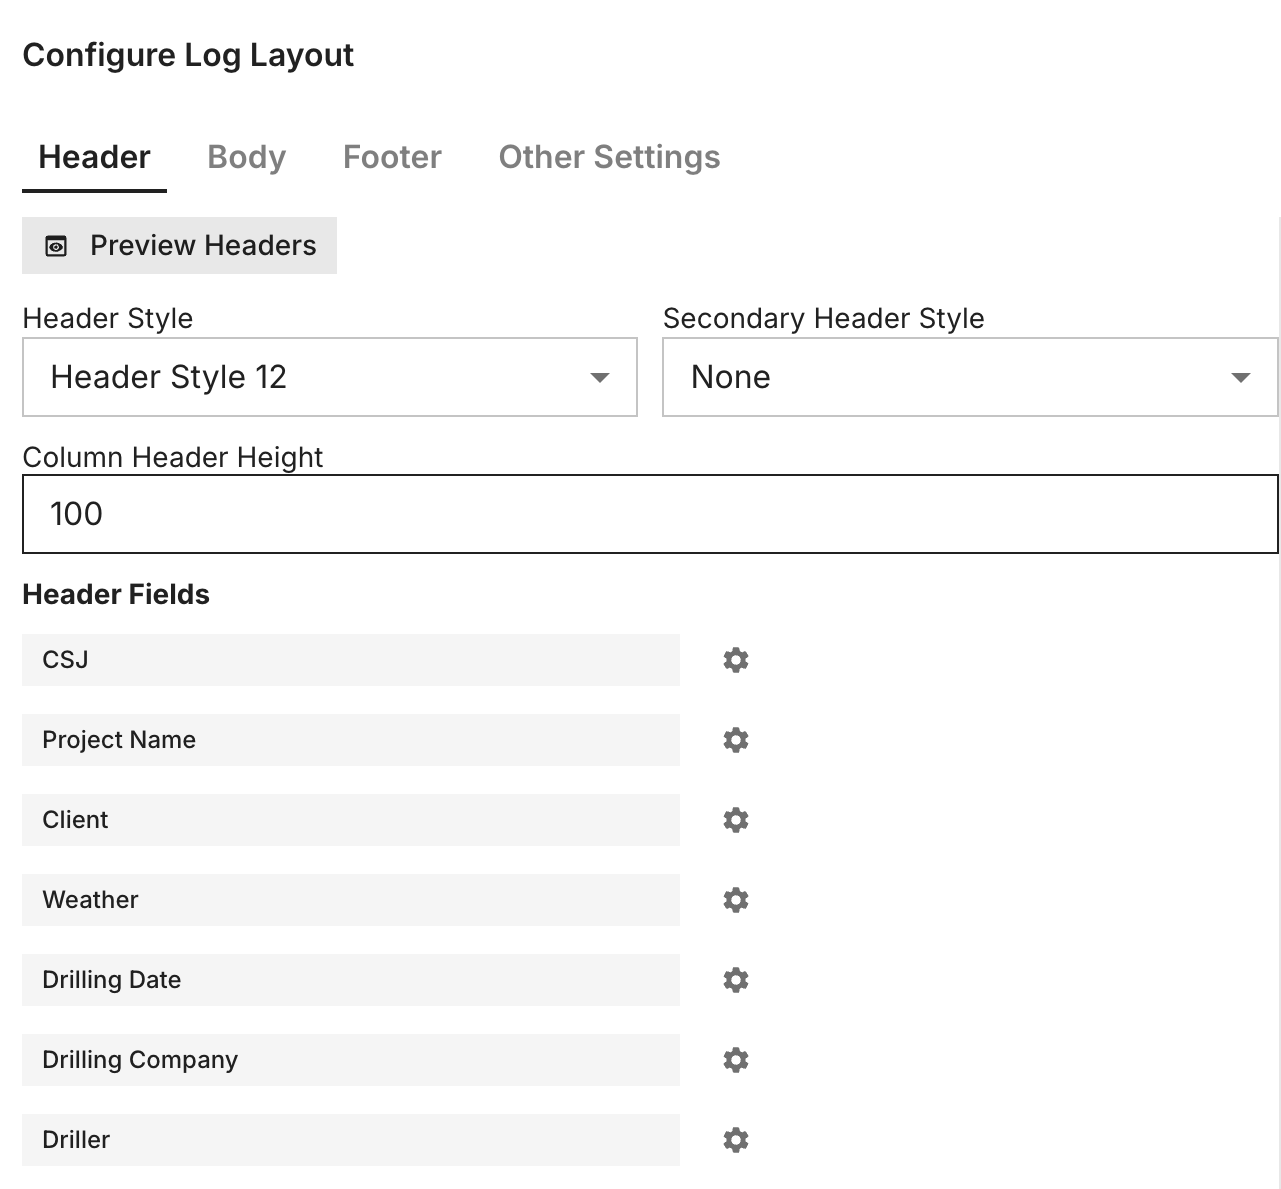 Configure Log Layout
Header Body Footer Other Settings
Preview Headers
Header Style Secondary Header Style
Header Style 12 None
Column Header Height
100
Header Fields
CSJ
Project Name
Client
Weather
Drilling Date
Drilling Company
Driller